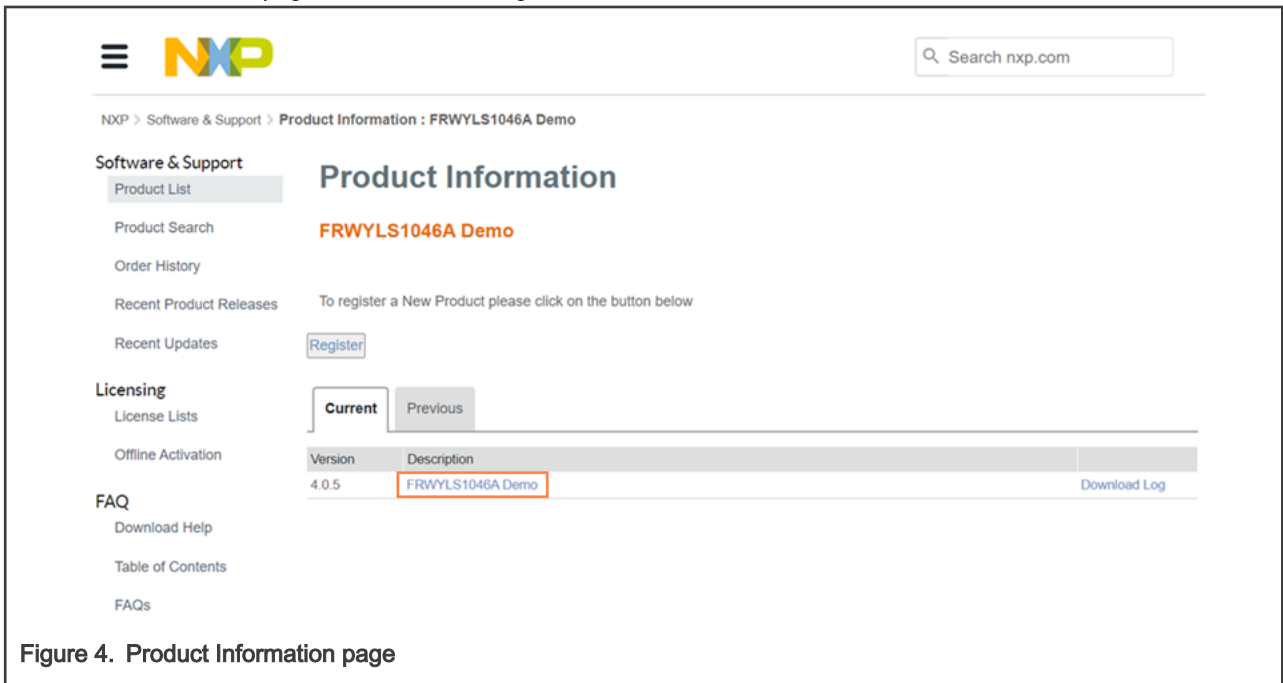 NXP
Search nxp.com
NXP > Software & Support > Product Information : FRWYLS1046A Demo
Software & Support
Product List
Product Search
Order History
Recent Product Releases
Recent Updates
Licensing
License Lists
Offline Activation
FAQ
Download Help
Table of Contents
FAQs
Product Information
FRWYLS1046A Demo
To register a New Product please click on the button below
Register
Current Previous
Version Description
4.0.5 FRWYLS1046A Demo Download Log
Figure 4. Product Information page